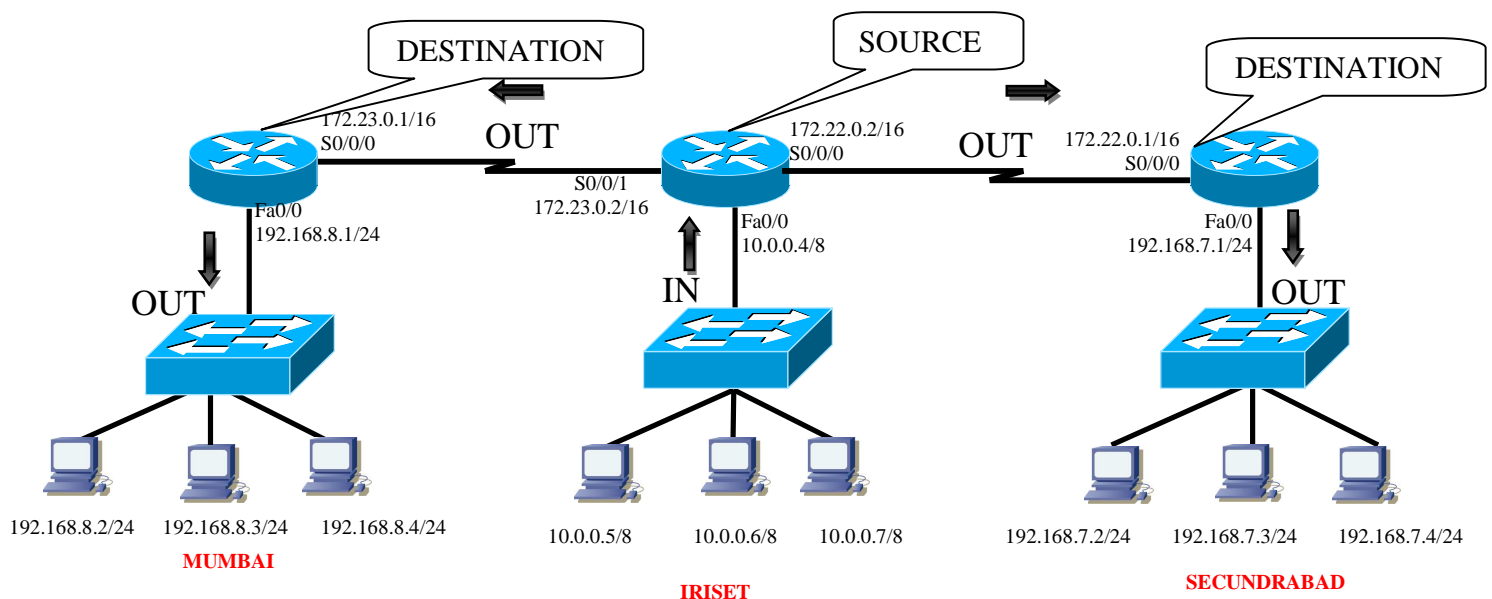 DESTINATION
SOURCE
DESTINATION
172.23.0.1/16
S0/0/0
OUT
S0/0/1
172.23.0.2/16
172.22.0.2/16
S0/0/0
OUT
172.22.0.1/16
S0/0/0
Fa0/0
192.168.8.1/24
OUT
Fa0/0
10.0.0.4/8
IN
Fa0/0
192.168.7.1/24
OUT
192.168.8.2/24
192.168.8.3/24
192.168.8.4/24
MUMBAI
10.0.0.5/8
10.0.0.6/8
10.0.0.7/8
IRISET
192.168.7.2/24
192.168.7.3/24
192.168.7.4/24
SECUNDRABAD